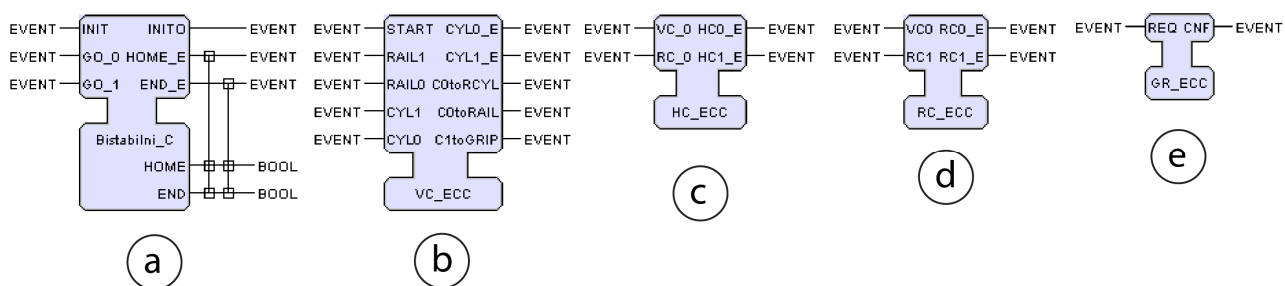 EVENT INIT INITO EVENT
EVENT GO_0 HOME_E EVENT
EVENT GO_1 END_E EVENT
Bistabilni_C
HOME BOOL
END BOOL
a
EVENT START CYL0_E EVENT
EVENT RAIL1 CYL1_E EVENT
EVENT RAIL0 C0toRCYL EVENT
EVENT CYL1 C0toRAIL EVENT
EVENT CYL0 C1toGRIP EVENT
VC_ECC
b
EVENT VC_0 HC0_E EVENT
EVENT RC_0 HC1_E EVENT
HC_ECC
c
EVENT VC0 RC0_E EVENT
EVENT RC1 RC1_E EVENT
RC_ECC
d
EVENT REQ CNF EVENT
GR_ECC
e